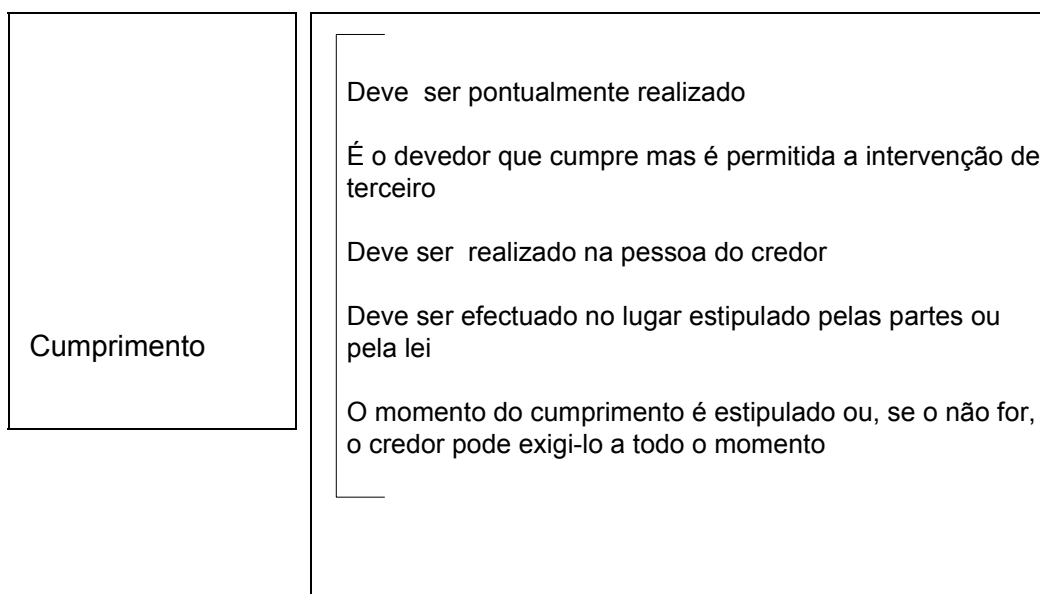 Cumprimento
Deve ser pontualmente realizado
É o devedor que cumpre mas é permitida a intervenção de
terceiro
Deve ser realizado na pessoa do credor
Deve ser efectuado no lugar estipulado pelas partes ou
pela lei
O momento do cumprimento é estipulado ou, se o não for,
o credor pode exigi-lo a todo o momento